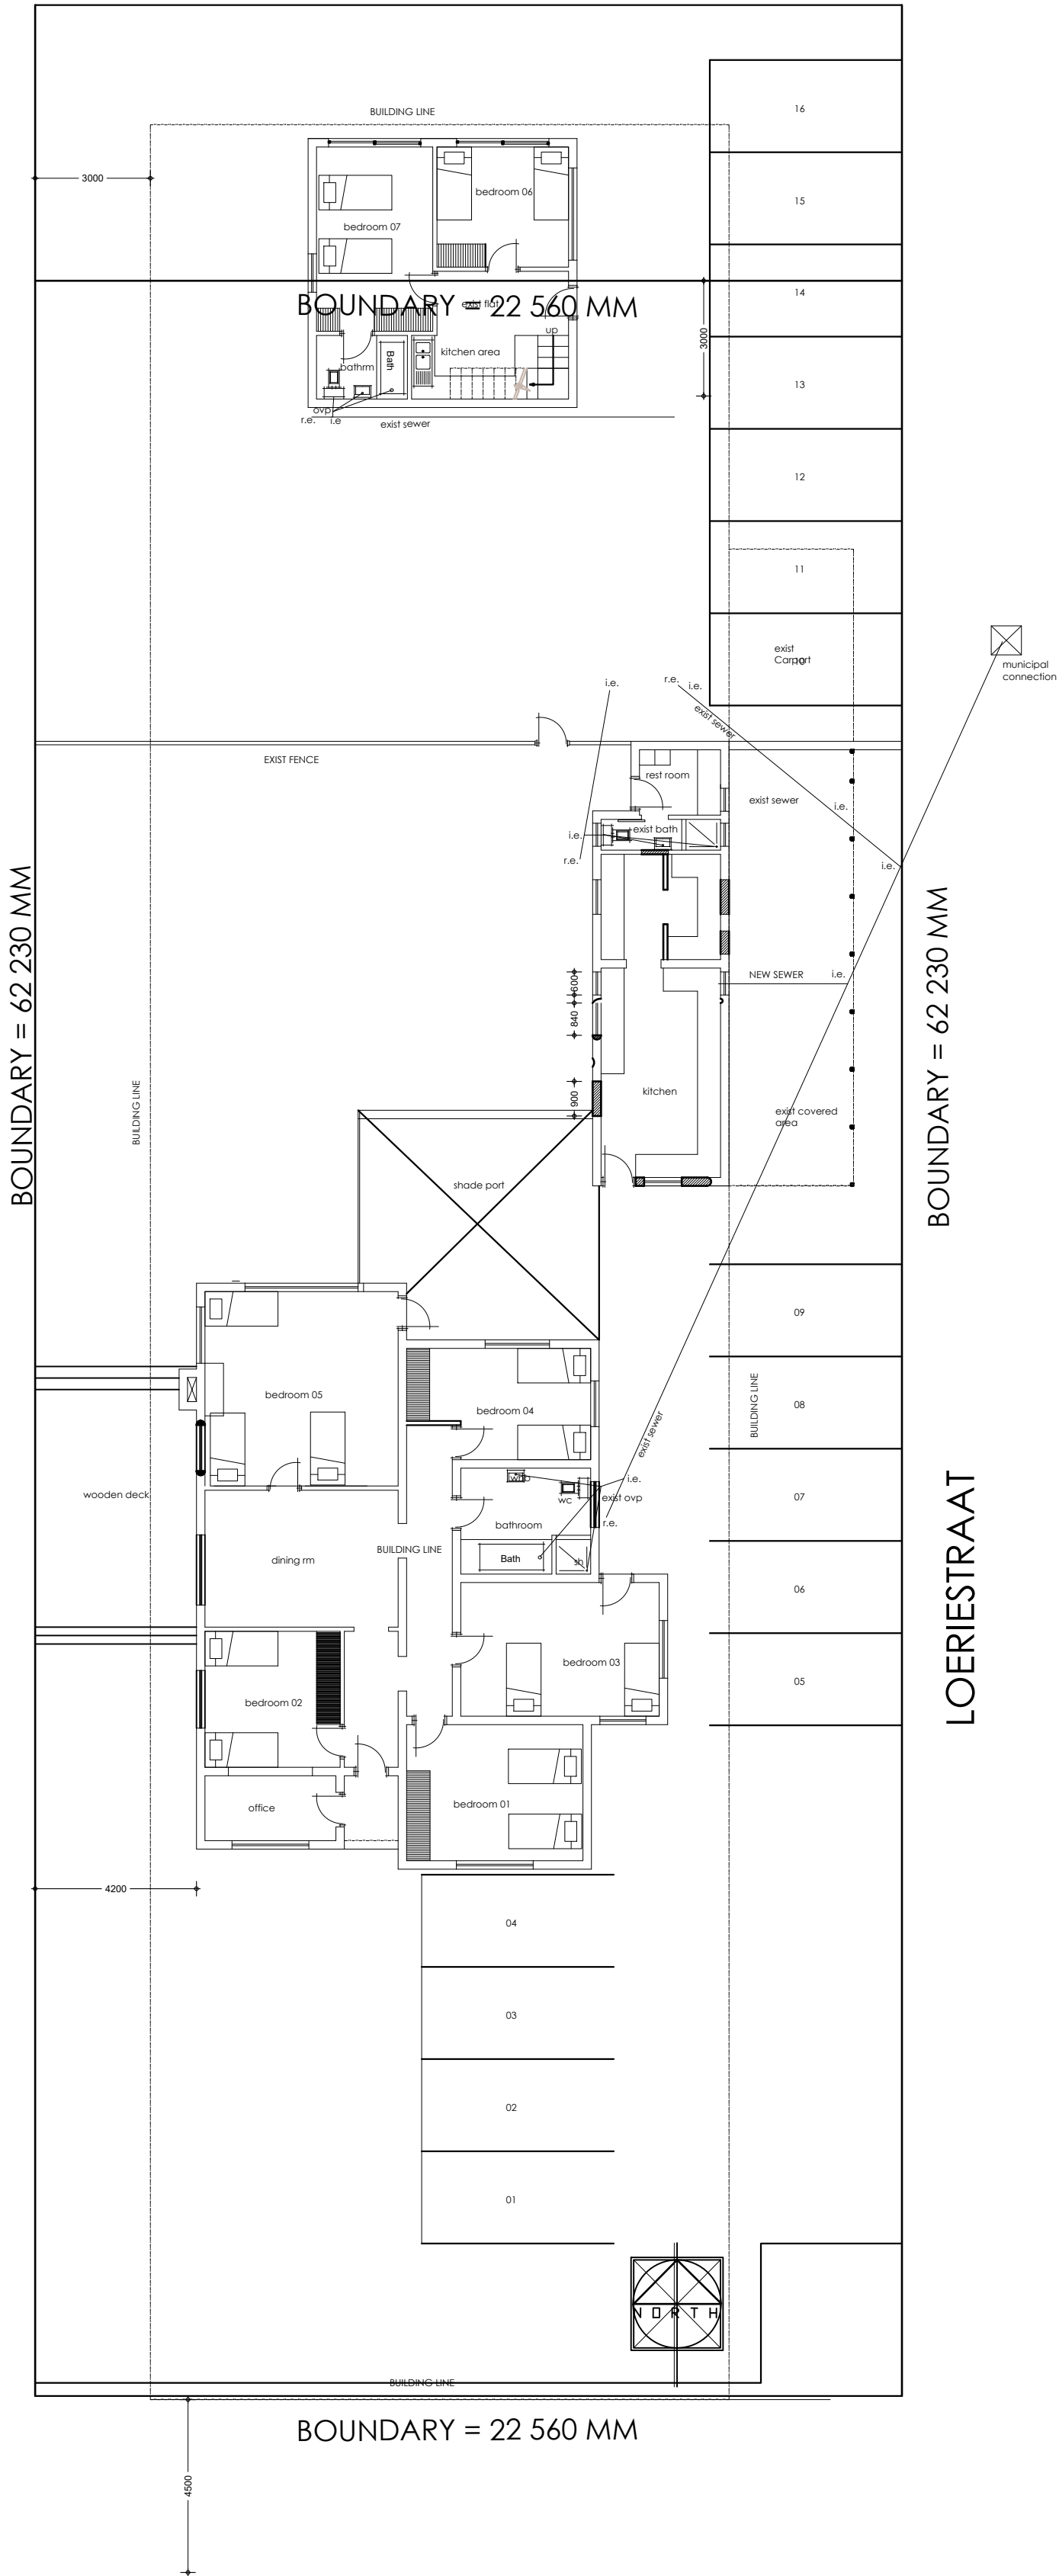 16
BUILDING LINE
15
3000
bedroom 06
bedroom 07
14
exist flat
BOUNDARY = 22 560 MM
up
3000
kitchen area
Bath
bathrm
13
ovp
r.e.
i.e
exist sewer
12
11
exist
Carport
10
municipal
connection
i.e.
r.e.
i.e.
exist sewer
EXIST FENCE
rest room
exist sewer
i.e.
i.e.
exist bath
r.e.
i.e.
BOUNDARY = 62 230 MM
BOUNDARY = 62 230 MM
600
NEW SEWER
i.e.
840
900
kitchen
BUILDING LINE
exist covered
area
shade port
09
bedroom 05
bedroom 04
08
BUILDING LINE
exist sewer
wooden deck
whb
i.e.
wc
exist ovp
07
bathroom
r.e.
LOERIESTRAAT
BUILDING LINE
dining rm
Bath
sh
06
bedroom 03
05
bedroom 02
office
bedroom 01
4200
04
03
02
01
NORTH
BUILDING LINE
BOUNDARY = 22 560 MM
4500